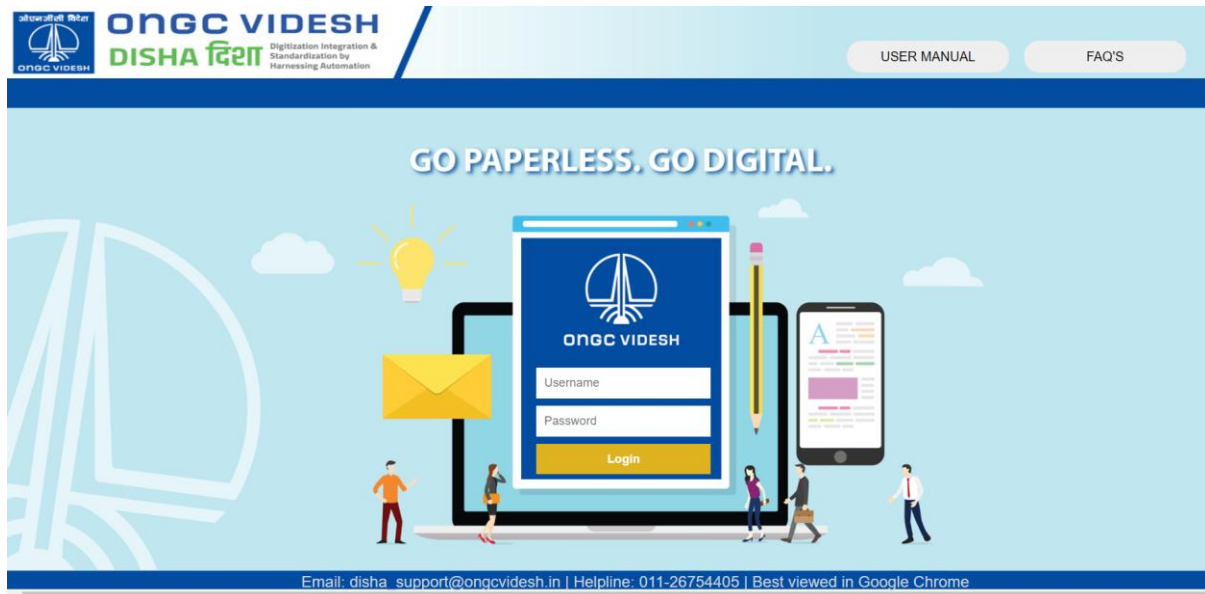 ओएनजीसी विदेश
ONGC VIDESH
ONGC VIDESH
DISHA दिशा
Digitization Integration &
Standardization by
Harnessing Automation
USER MANUAL
FAQ'S
GO PAPERLESS. GO DIGITAL.
ONGC VIDESH
Username
Password
Login
A
Email: disha_support@ongcvidesh.in | Helpline: 011-26754405 | Best viewed in Google Chrome